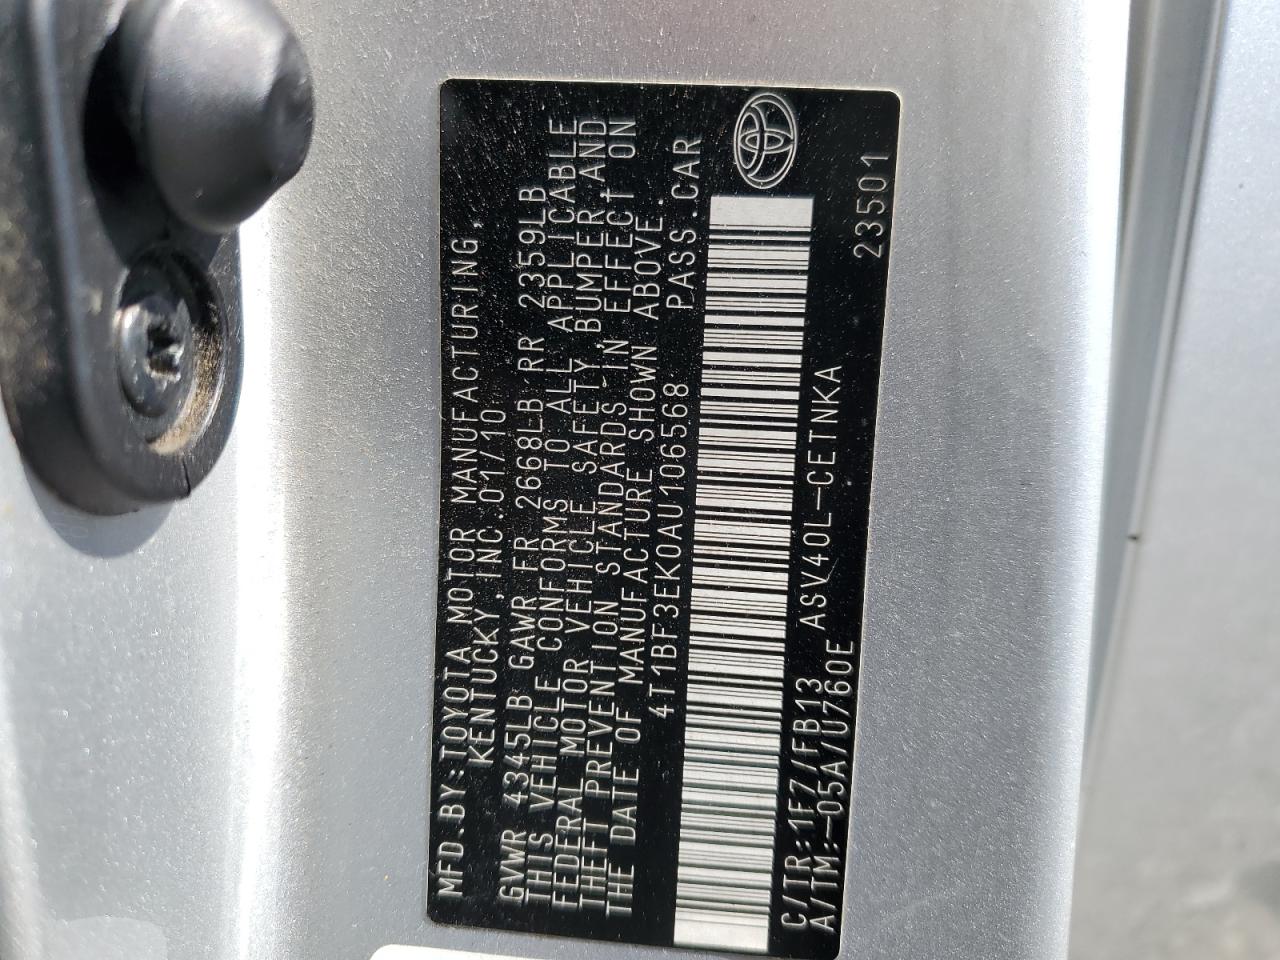 MFD.BY:TOYOTA MOTOR MANUFACTURING,
KENTUCKY,INC. 01/10
GVWR 4345LB GAWR FR 2668LB RR 2359LB
THIS VEHICLE CONFORMS TO ALL APPLICABLE
FEDERAL MOTOR VEHICLE SAFETY,BUMPER,AND
THEFT PREVENTION STANDARDS IN EFFECT ON
THE DATE OF MANUFACTURE SHOWN ABOVE.
4T1BF3EK0AU106568 PASS.CAR
C/TR:1F7/FB13 ASV40L-CETNKA
A/TM:-05A/U760E
23501